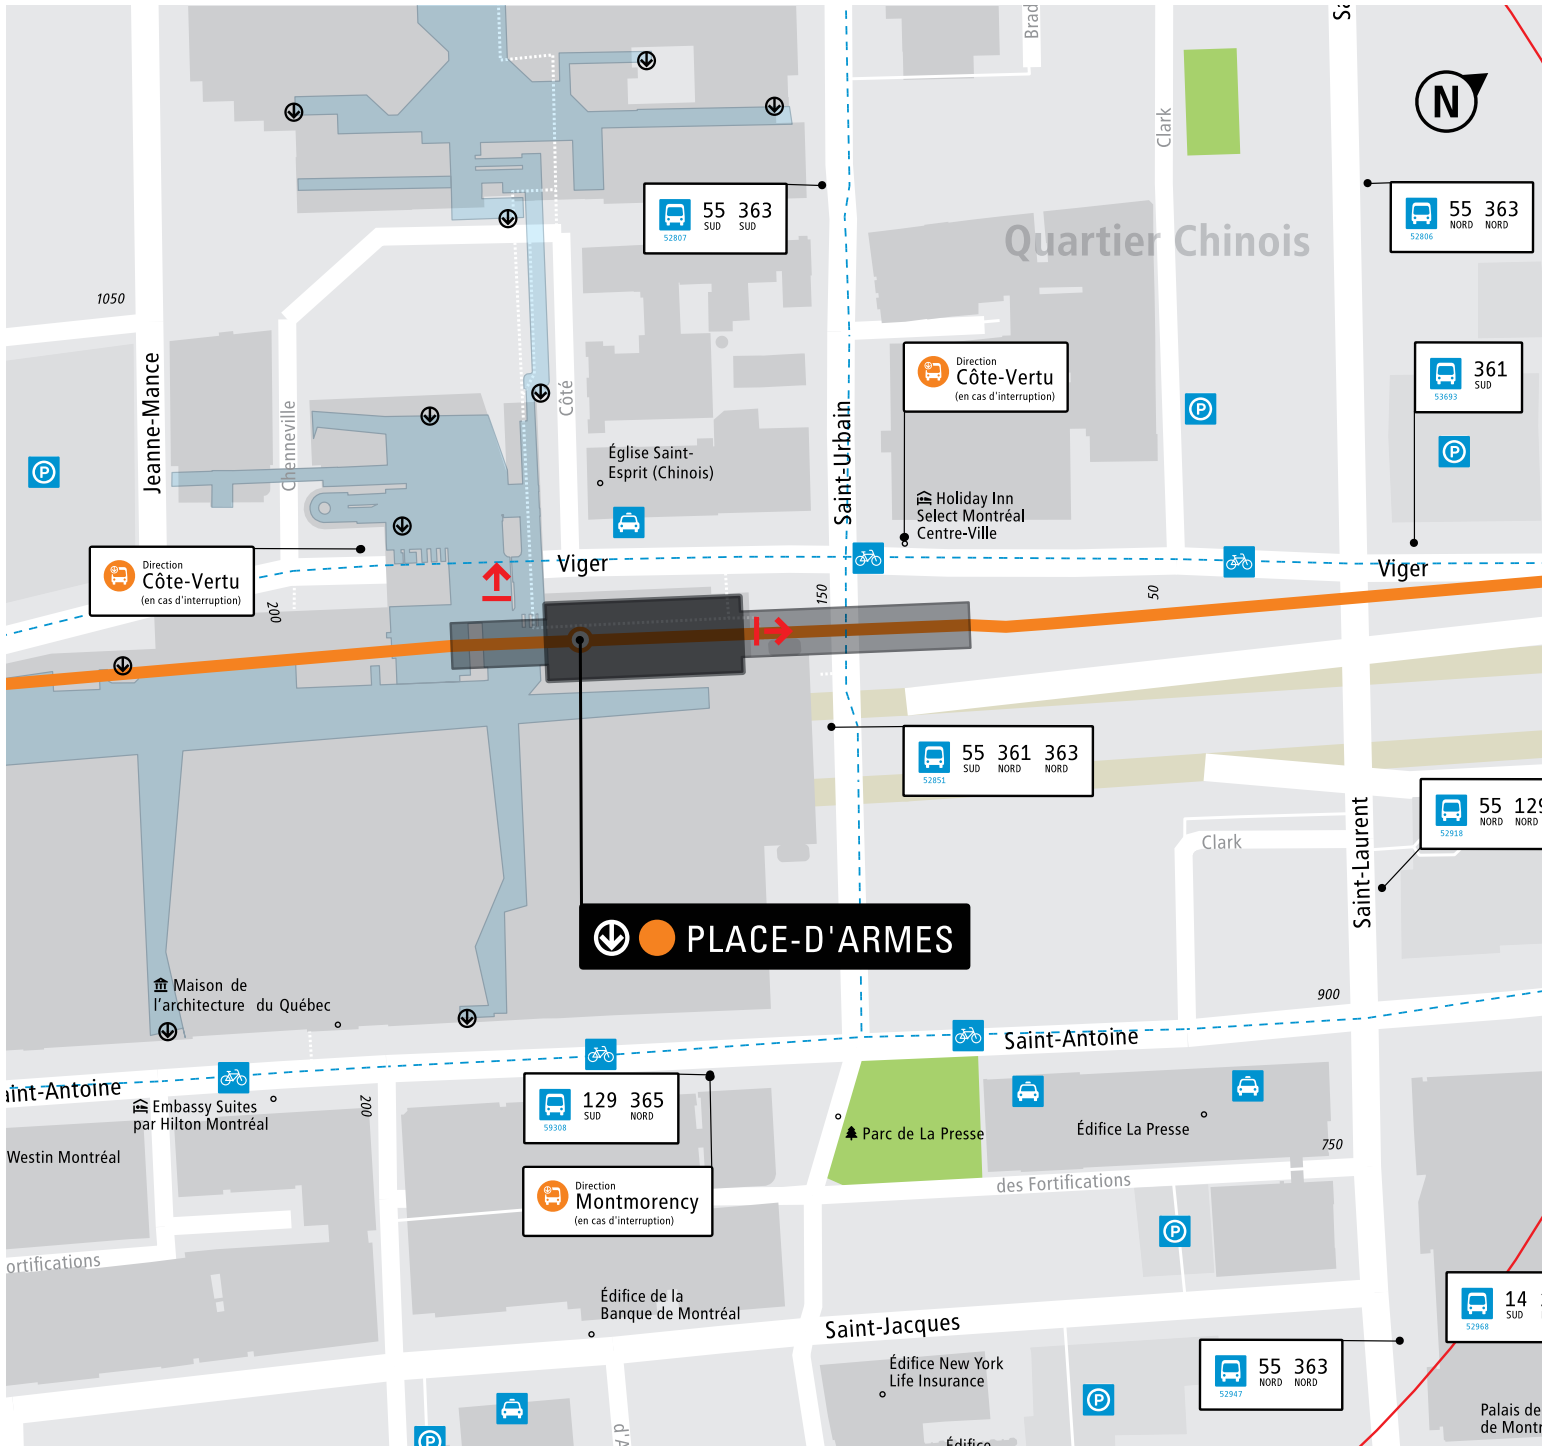 Brad
Clark
N
55 363
SUD SUD
52807
55 363
NORD NORD
52806
Quartier Chinois
1050
Jeanne-Mance
Chenneville
Côté
Saint-Urbain
Direction
Côte-Vertu
(en cas d'interruption)
361
SUD
53693
P
P
P
Église Saint-
Esprit (Chinois)
Holiday Inn
Select Montréal
Centre-Ville
Direction
Côte-Vertu
(en cas d'interruption)
Viger
Viger
200
150
50
55 361 363
SUD NORD NORD
52851
55 129
NORD NORD
52918
Clark
Saint-Laurent
PLACE-D'ARMES
Maison de
l'architecture du Québec
900
Saint-Antoine
aint-Antoine
Embassy Suites
par Hilton Montréal
200
129 365
SUD NORD
59308
Parc de La Presse
Édifice La Presse
750
Westin Montréal
Direction
Montmorency
(en cas d'interruption)
des Fortifications
P
ortifications
Édifice de la
Banque de Montréal
Saint-Jacques
14
SUD
52968
55 363
NORD NORD
52947
Édifice New York
Life Insurance
P
P
d'A
Édifice
Palais de
de Montr